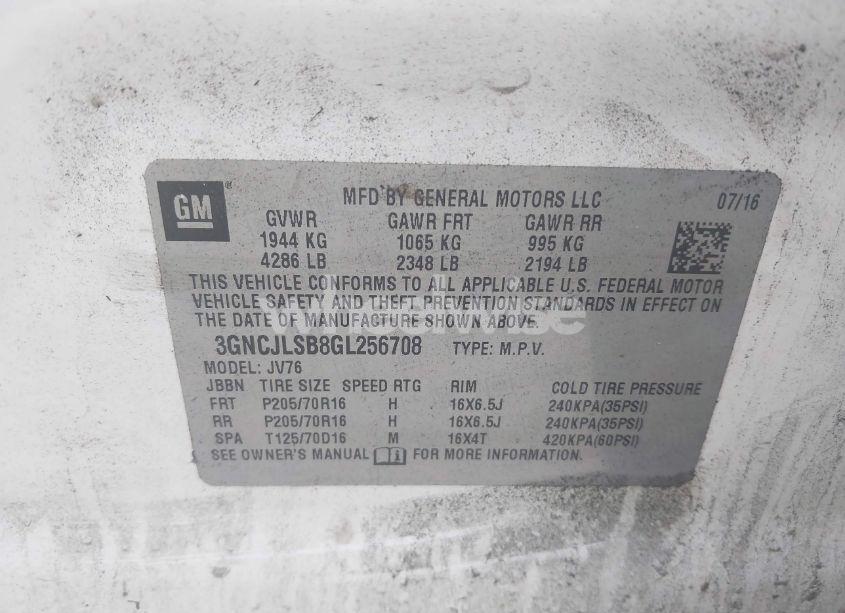 GM
MFD BY GENERAL MOTORS LLC 07/16
GVWR GAWR FRT GAWR RR
1944 KG 1065 KG 995 KG
4286 LB 2348 LB 2194 LB
THIS VEHICLE CONFORMS TO ALL APPLICABLE U.S. FEDERAL MOTOR
VEHICLE SAFETY AND THEFT PREVENTION STANDARDS IN EFFECT ON
THE DATE OF MANUFACTURE SHOWN ABOVE.
3GNCJLSB8GL256708 TYPE: M.P.V.
MODEL: JV76
JBBN TIRE SIZE SPEED RTG RIM COLD TIRE PRESSURE
FRT P205/70R16 H 16X6.5J 240KPA(35PSI)
RR P205/70R16 H 16X6.5J 240KPA(35PSI)
SPA T125/70D16 M 16X4T 420KPA(60PSI)
SEE OWNER'S MANUAL FOR MORE INFORMATION.